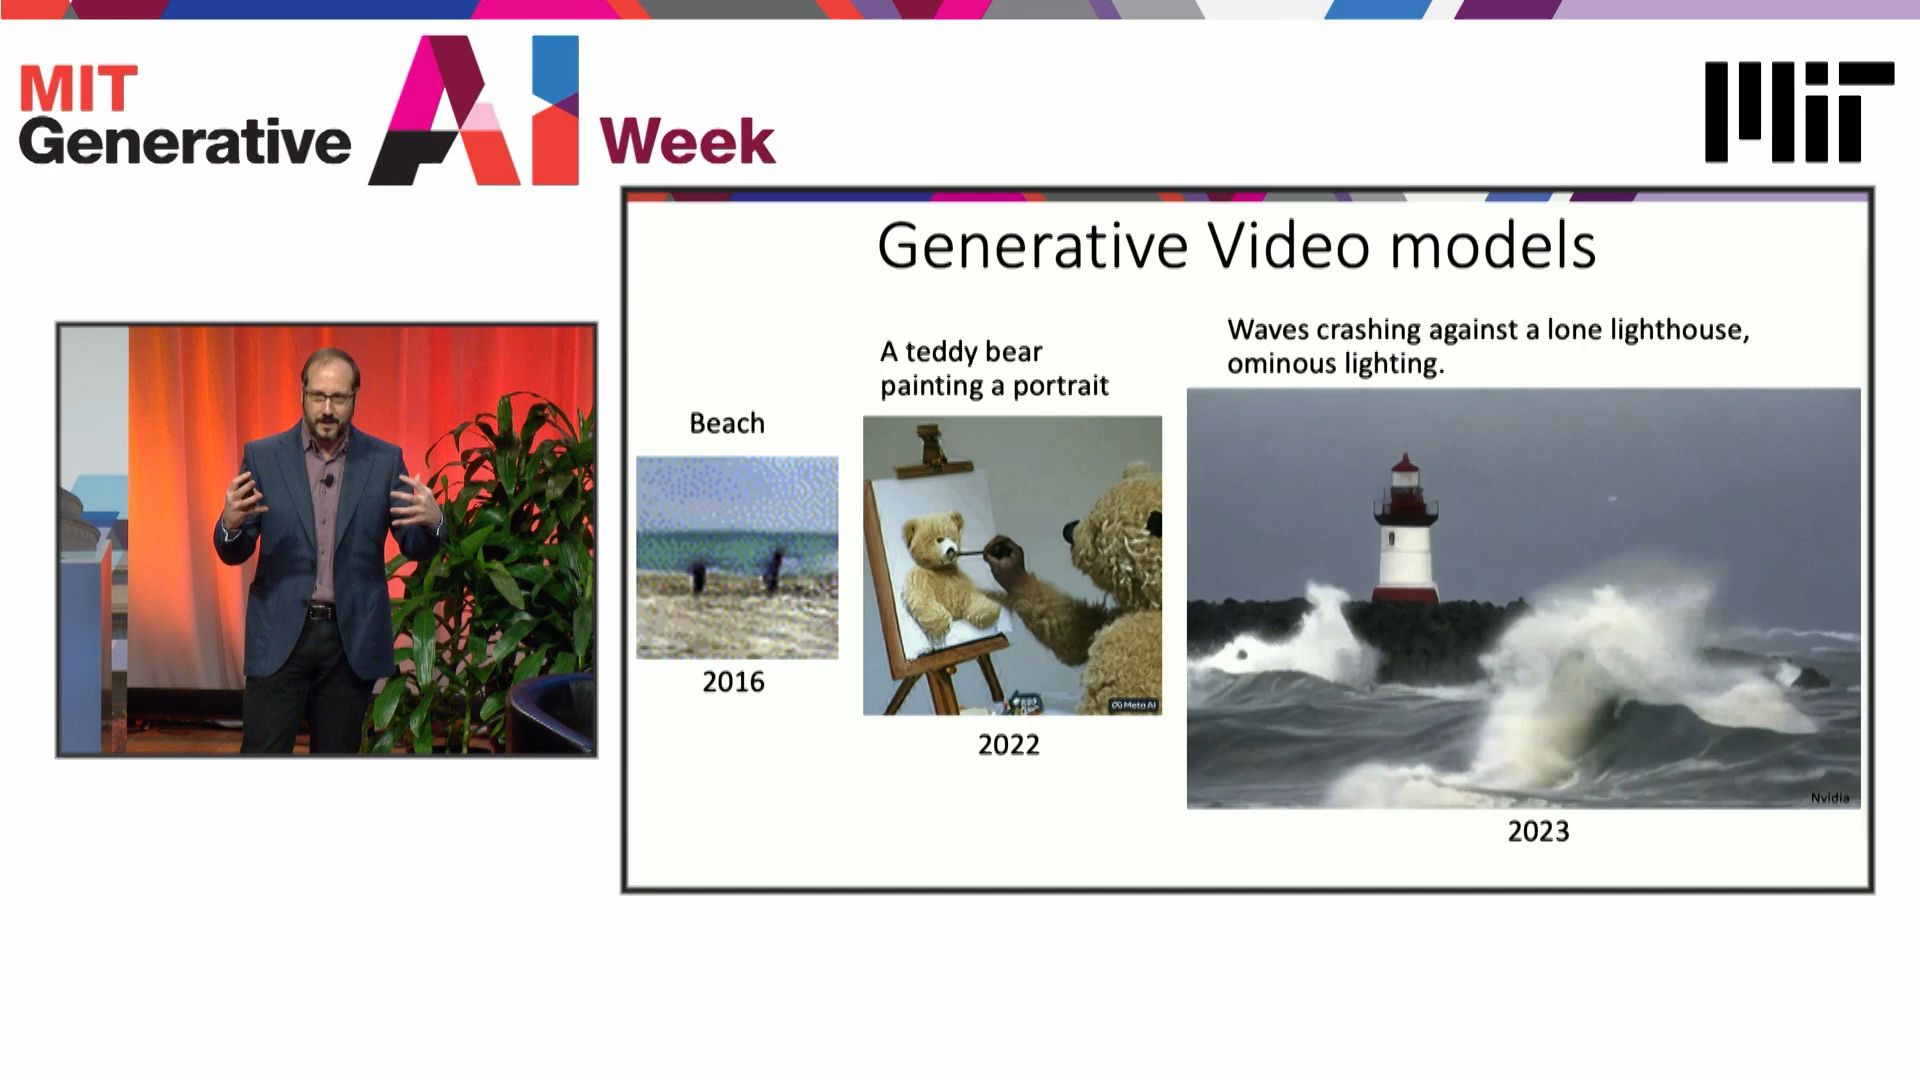 MIT
Generative AI Week
MIT
Generative Video models
Beach
2016
A teddy bear
painting a portrait
Meta AI
2022
Waves crashing against a lone lighthouse,
ominous lighting.
Nvidia
2023